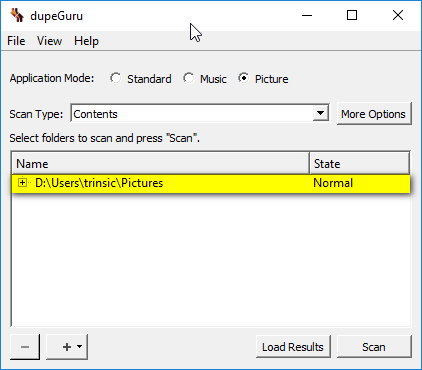 dupeGuru
File View Help
Application Mode: Standard Music Picture
Scan Type: Contents More Options
Select folders to scan and press "Scan".
Name State
D:\Users\trinsic\Pictures Normal
Load Results Scan